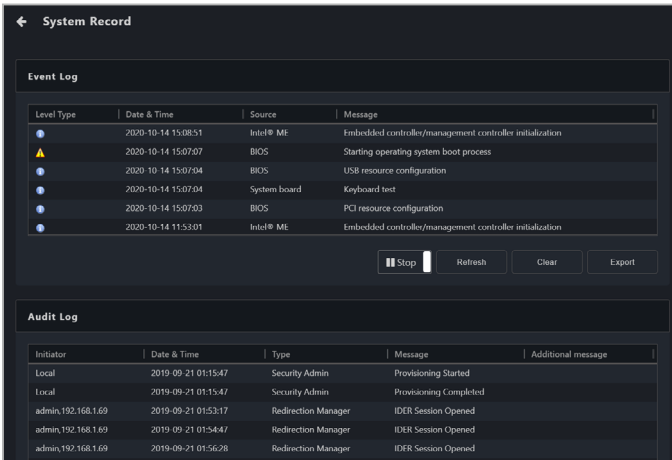 System Record
Event Log
Level Type Date & Time Source Message
2020-10-14 15:08:51 Intel® ME Embedded controller/management controller initialization
2020-10-14 15:07:07 BIOS Starting operating system boot process
2020-10-14 15:07:04 BIOS USB resource configuration
2020-10-14 15:07:04 System board Keyboard test
2020-10-14 15:07:03 BIOS PCI resource configuration
2020-10-14 11:53:01 Intel® ME Embedded controller/management controller initialization
Stop Refresh Clear Export
Audit Log
Initiator Date & Time Type Message Additional message
Local 2019-09-21 01:15:47 Security Admin Provisioning Started
Local 2019-09-21 01:15:47 Security Admin Provisioning Completed
admin,192.168.1.69 2019-09-21 01:53:17 Redirection Manager IDER Session Opened
admin,192.168.1.69 2019-09-21 01:54:47 Redirection Manager IDER Session Opened
admin,192.168.1.69 2019-09-21 01:56:28 Redirection Manager IDER Session Opened